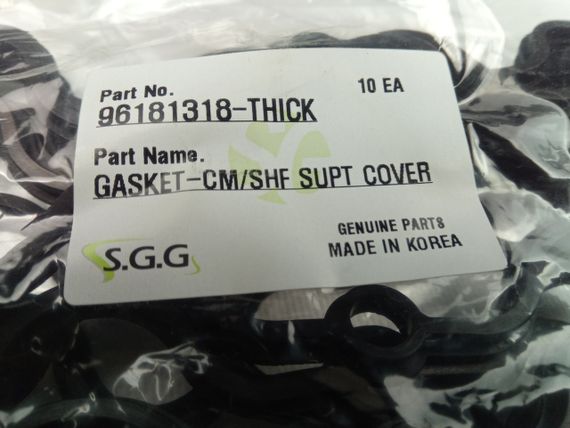 Part No.
10 EA
96181318-THICK
Part Name.
GASKET-CM/SHF SUPT COVER
GENUINE PARTS
MADE IN KOREA
S.G.G